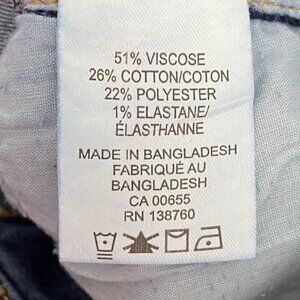 51% VISCOSE
26% COTTON/COTON
22% POLYESTER
1% ELASTANE/
ÉLASTHANNE
MADE IN BANGLADESH
FABRIQUÉ AU
BANGLADESH
CA 00655
RN 138760